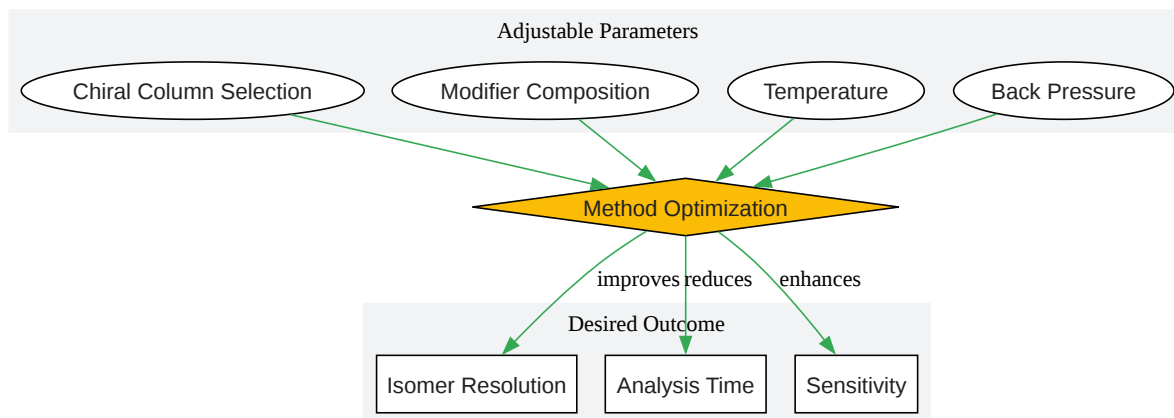 Adjustable Parameters
Chiral Column Selection
Modifier Composition
Temperature
Back Pressure
Method Optimization
improves
reduces
enhances
Desired Outcome
Isomer Resolution
Analysis Time
Sensitivity